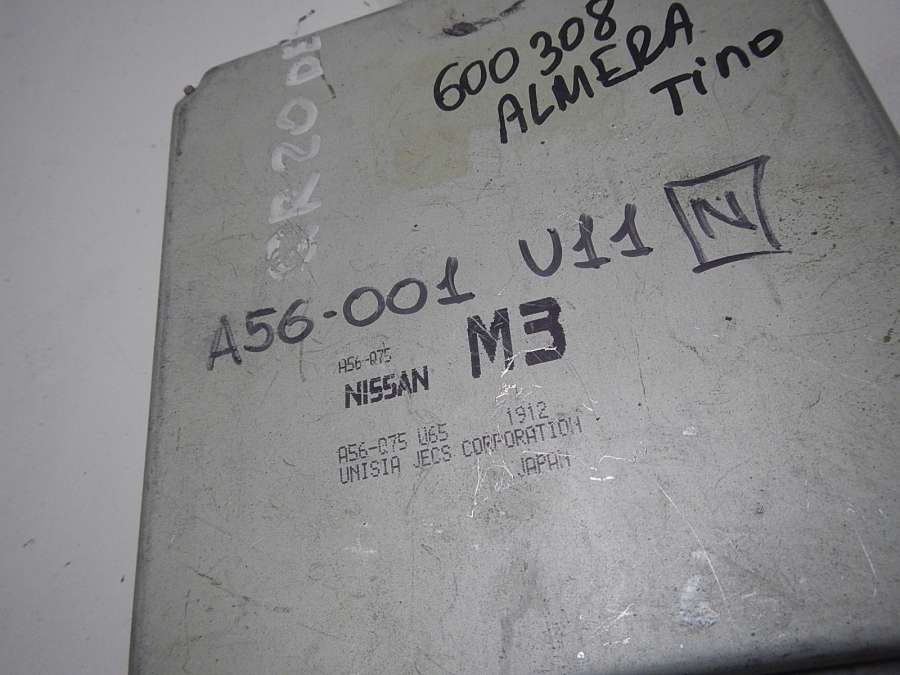 600308
ALMERA
Tino
QR20DE
A56-001 U11 N
A56-Q75
NISSAN M3
A56-Q75 U65 1912
UNISIA JECS CORPORATION
JAPAN